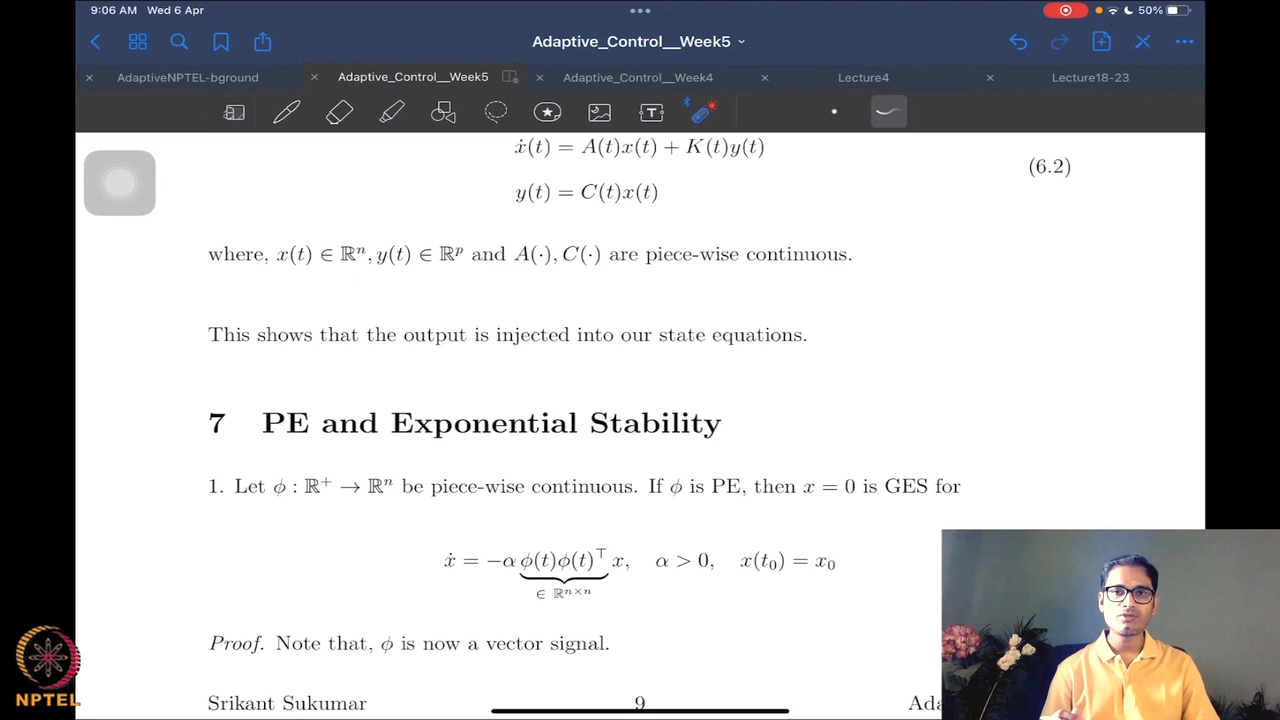 9:06 AM Wed 6 Apr
50%
Adaptive_Control__Week5
AdaptiveNPTEL-bground
Adaptive_Control__Week5
Adaptive_Control__Week4
Lecture4
Lecture18-23
ẋ(t) = A(t)x(t) + K(t)y(t)
(6.2)
y(t) = C(t)x(t)
where, x(t) ∈ ℝⁿ, y(t) ∈ ℝᵖ and A(·), C(·) are piece-wise continuous.
This shows that the output is injected into our state equations.
7 PE and Exponential Stability
1. Let ϕ : ℝ⁺ → ℝⁿ be piece-wise continuous. If ϕ is PE, then x = 0 is GES for
ẋ = −α ϕ(t)ϕ(t)⊤ x, α > 0, x(t₀) = x₀
∈ ℝⁿˣⁿ
Proof. Note that, ϕ is now a vector signal.
Srikant Sukumar 9 Ada
NPTEL